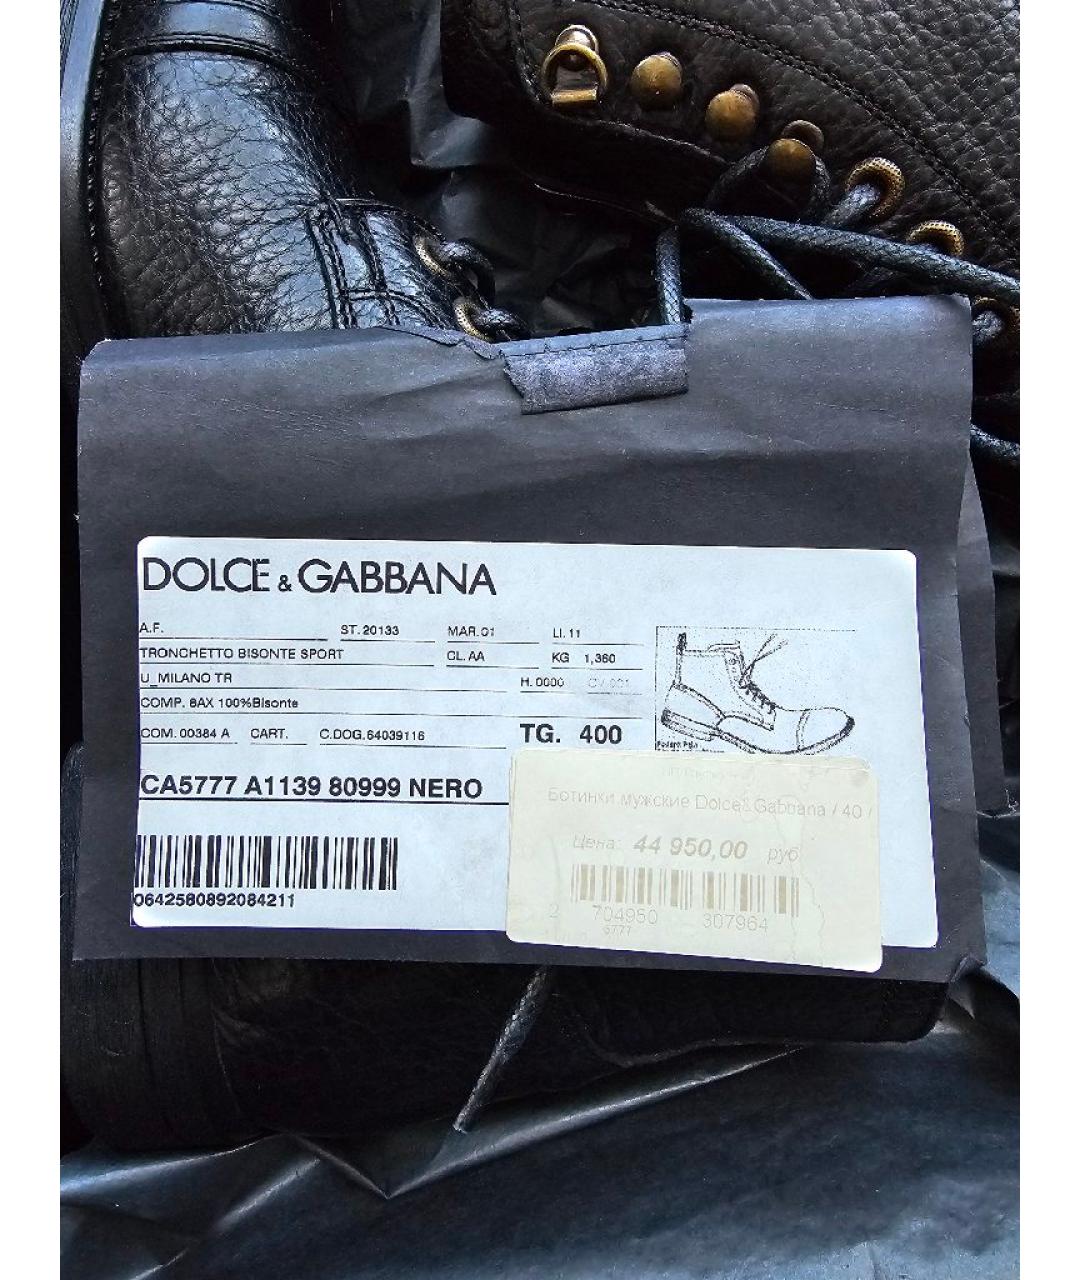 DOLCE & GABBANA
A.F. ST. 20133 MAR. 01 LI. 11
TRONCHETTO BISONTE SPORT CL. AA KG 1,360
U_MILANO TR H. 0000 C/ 001
COMP. 8AX 100%Bisonte
COM. 00384 A CART. C.DOG. 64039116 TG. 400
CA5777 A1139 80999 NERO
0642580892084211
Ботинки мужские Dolce&Gabbana / 40 /
Цена: 44 950,00 руб
2 704950 307964
5777